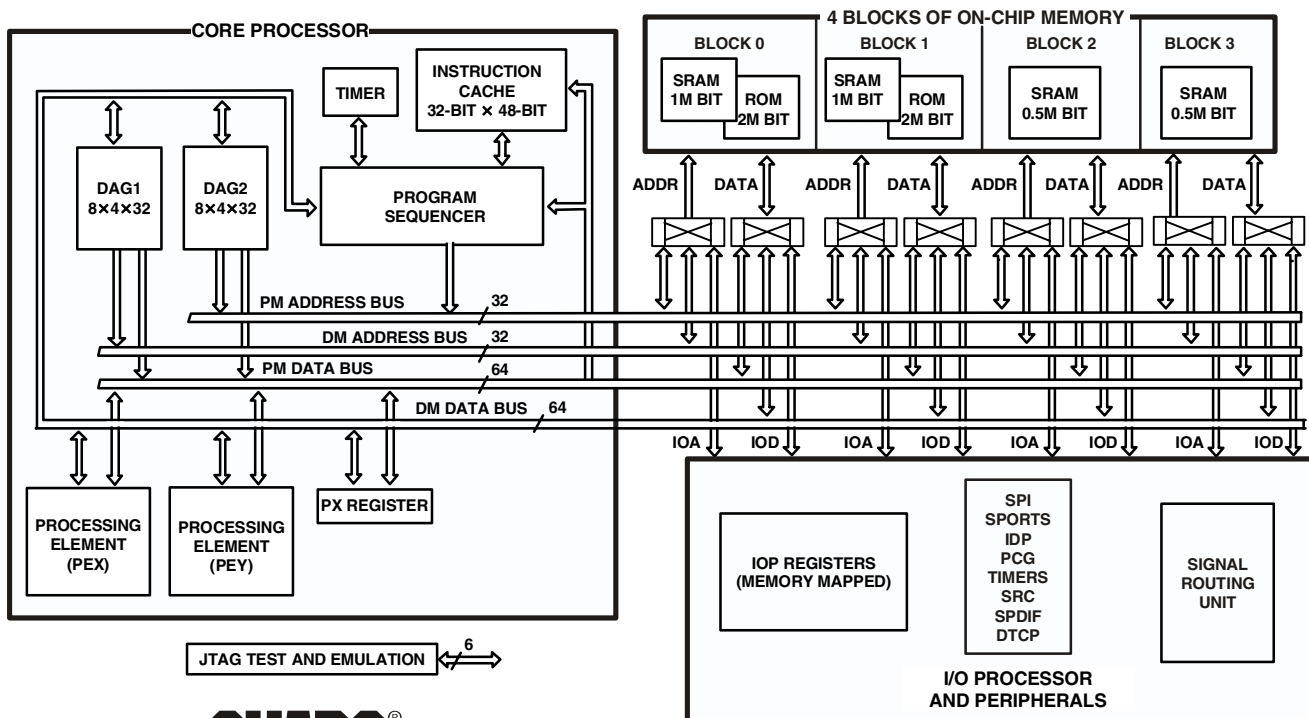 CORE PROCESSOR
TIMER
INSTRUCTION
CACHE
32-BIT × 48-BIT
DAG1
8×4×32
DAG2
8×4×32
PROGRAM
SEQUENCER
PM ADDRESS BUS
32
DM ADDRESS BUS
32
PM DATA BUS
64
DM DATA BUS
64
PROCESSING
ELEMENT
(PEX)
PROCESSING
ELEMENT
(PEY)
PX REGISTER
JTAG TEST AND EMULATION
6
4 BLOCKS OF ON-CHIP MEMORY
BLOCK 0
BLOCK 1
BLOCK 2
BLOCK 3
SRAM
1M BIT
ROM
2M BIT
SRAM
1M BIT
ROM
2M BIT
SRAM
0.5M BIT
SRAM
0.5M BIT
ADDR
DATA
ADDR
DATA
ADDR
DATA
ADDR
DATA
IOA
IOD
IOA
IOD
IOA
IOD
IOA
IOD
IOP REGISTERS
(MEMORY MAPPED)
SPI
SPORTS
IDP
PCG
TIMERS
SRC
SPDIF
DTCP
SIGNAL
ROUTING
UNIT
I/O PROCESSOR
AND PERIPHERALS